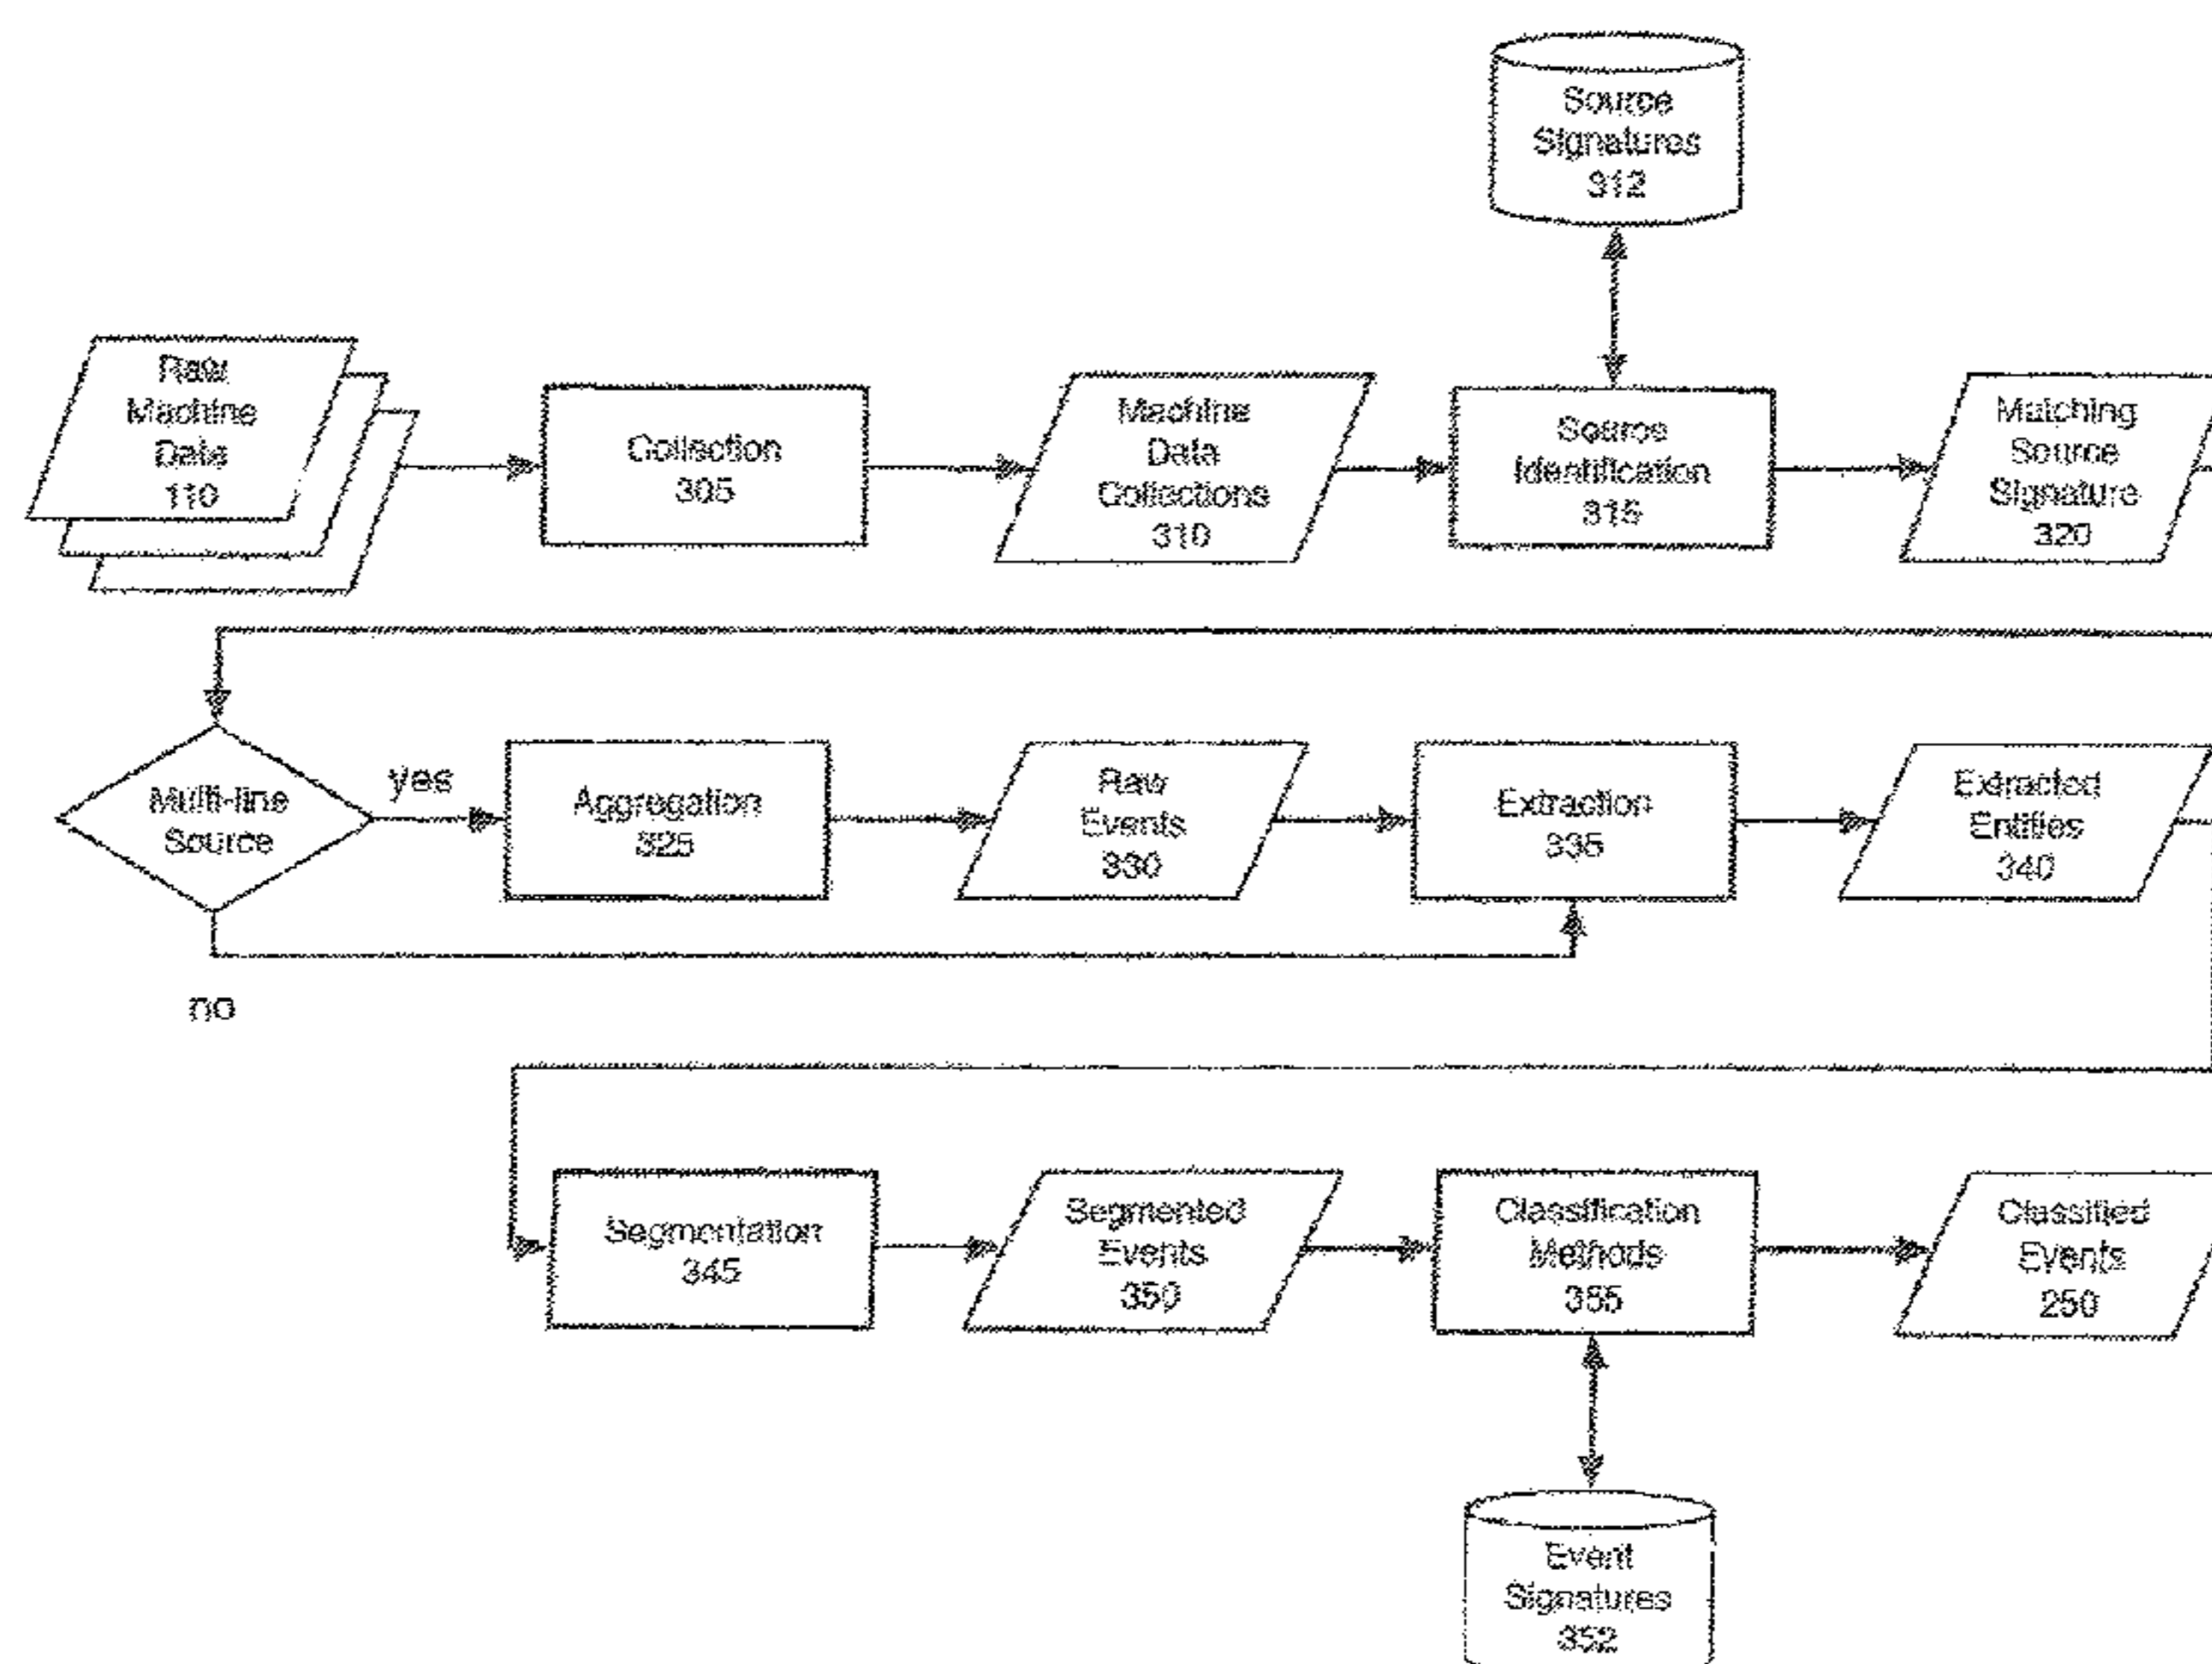 Source
Signatures
312
Raw
Machine
Data
110
Collection
305
Machine
Data
Collections
310
Source
Identification
315
Matching
Source
Signature
320
Multi-line
Source
yes
Aggregation
325
Raw
Events
330
Extraction
335
Extracted
Entities
340
no
Segmentation
345
Segmented
Events
350
Classification
Methods
355
Classified
Events
250
Event
Signatures
352